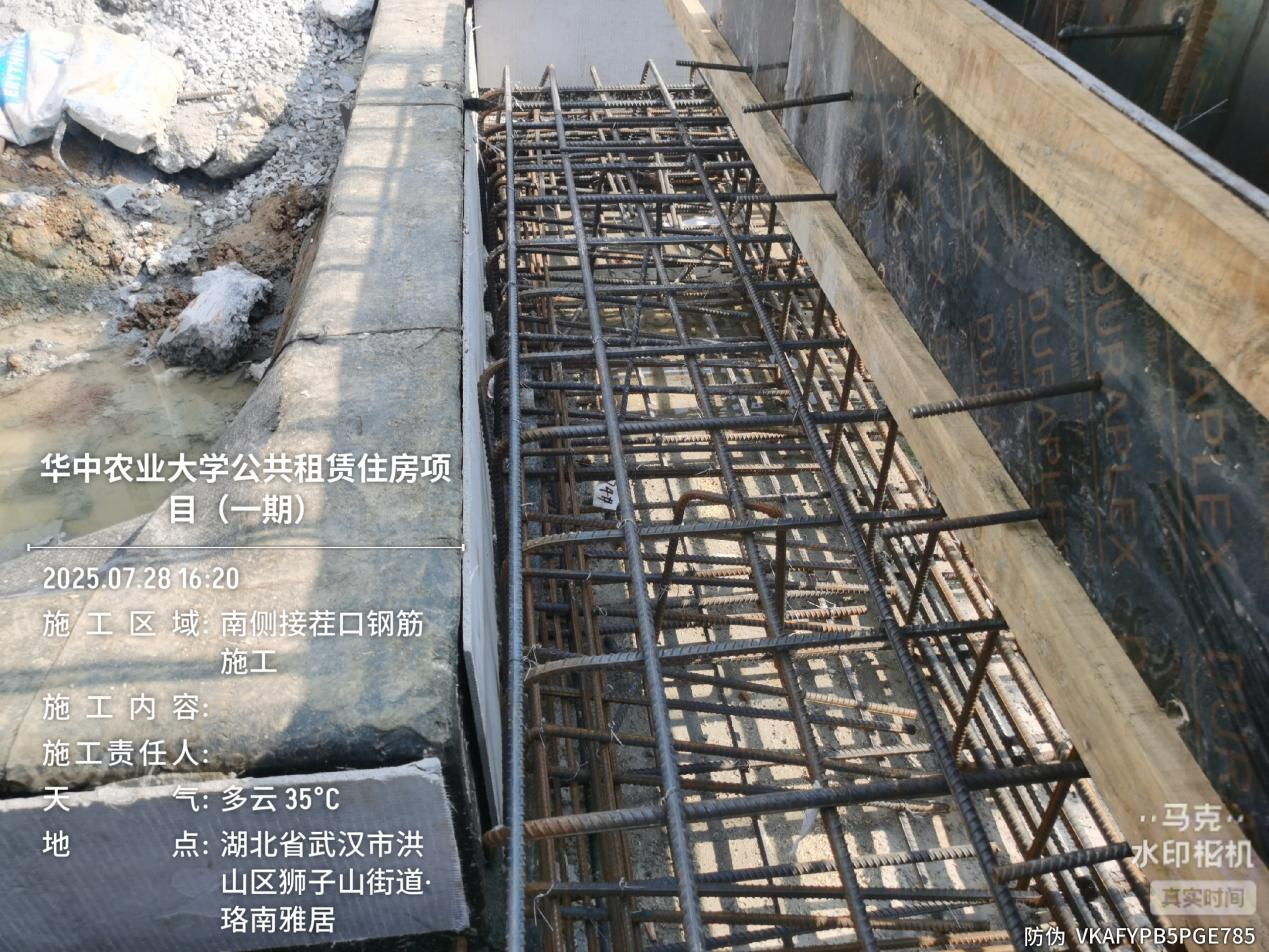 华中农业大学公共租赁住房项
目（一期）
2025.07.28 16:20
施工区域: 南侧接茬口钢筋
施工
施工内容:
施工责任人:
天气: 多云 35°C
地点: 湖北省武汉市洪
山区狮子山街道·
珞南雅居
DURAPLEX
DURAPLEX
马克
水印相机
真实时间
防伪 VKAFYPB5PGE785